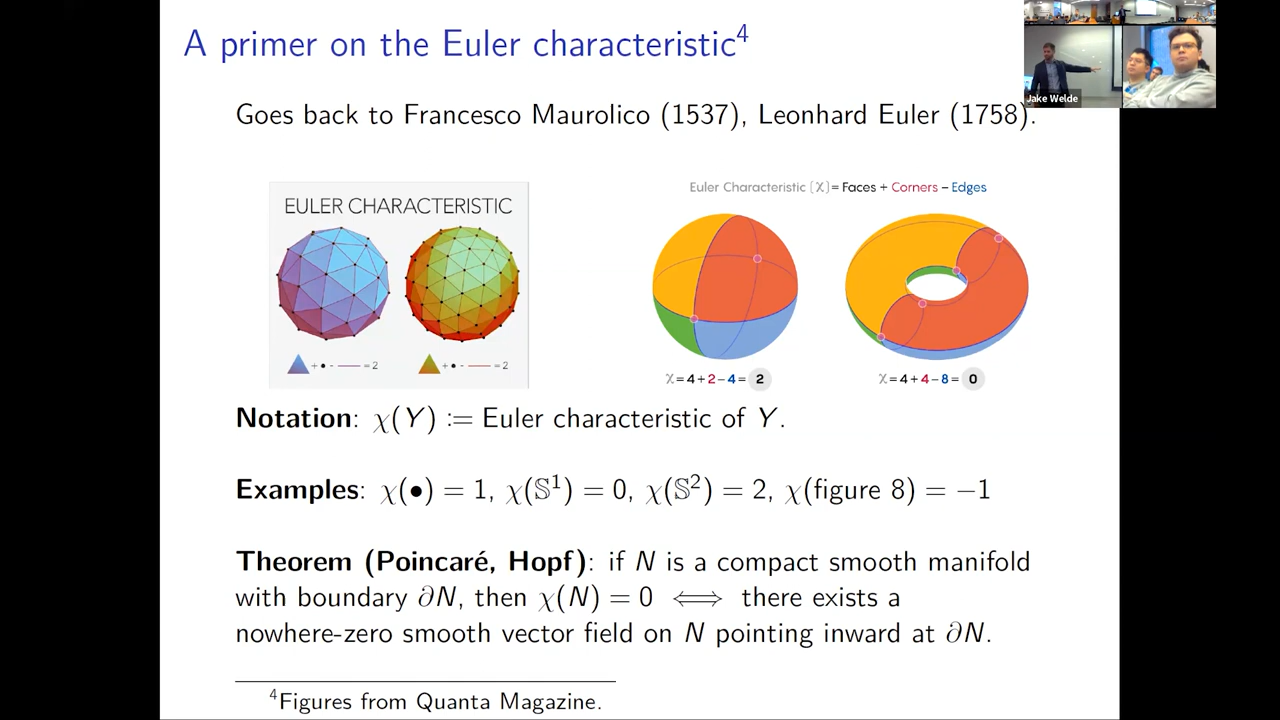 A primer on the Euler characteristic⁴
Jake Welde
Goes back to Francesco Maurolico (1537), Leonhard Euler (1758).
EULER CHARACTERISTIC
+ • - — = 2
+ • - — = 2
Euler Characteristic (χ) = Faces + Corners – Edges
χ = 4 + 2 – 4 = 2
χ = 4 + 4 – 8 = 0
Notation: χ(Y) := Euler characteristic of Y.
Examples: χ(•) = 1, χ(𝕊¹) = 0, χ(𝕊²) = 2, χ(figure 8) = −1
Theorem (Poincaré, Hopf): if N is a compact smooth manifold
with boundary ∂N, then χ(N) = 0 ⟺ there exists a
nowhere-zero smooth vector field on N pointing inward at ∂N.
⁴Figures from Quanta Magazine.